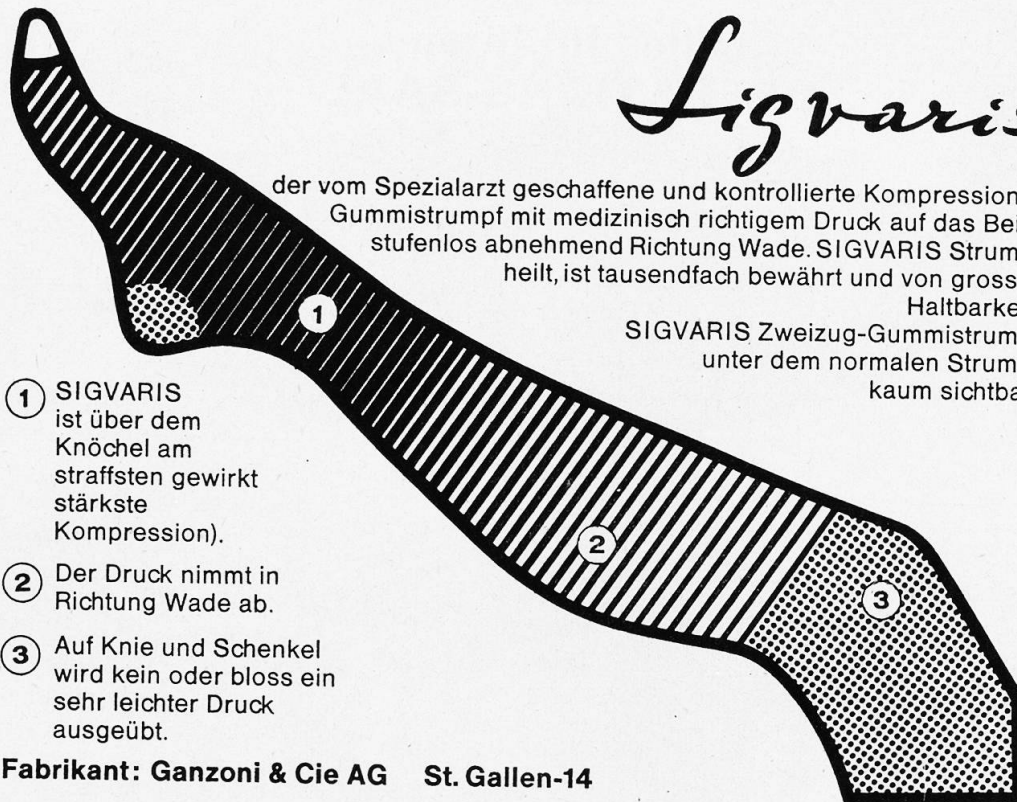 Sigvaris
der vom Spezialarzt geschaffene und kontrollierte Kompression
Gummistrumpf mit medizinisch richtigem Druck auf das Bei
stufenlos abnehmend Richtung Wade. SIGVARIS Strum
heilt, ist tausendfach bewährt und von gross
Haltbarke
SIGVARIS Zweizug-Gummistrum
unter dem normalen Strum
kaum sichtba
1 SIGVARIS
ist über dem
Knöchel am
straffsten gewirkt
stärkste
Kompression).
2 Der Druck nimmt in
Richtung Wade ab.
3 Auf Knie und Schenkel
wird kein oder bloss ein
sehr leichter Druck
ausgeübt.
1
2
3
Fabrikant: Ganzoni & Cie AG St. Gallen-14